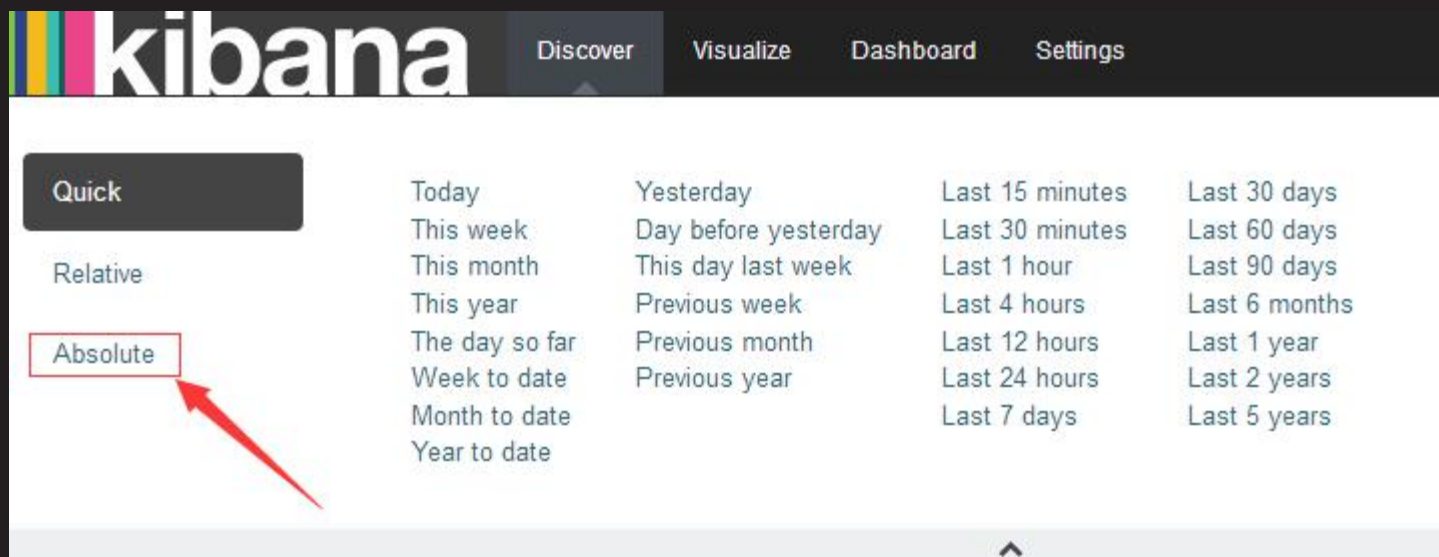 kibana Discover Visualize Dashboard Settings
Quick
Relative
Absolute
Today
This week
This month
This year
The day so far
Week to date
Month to date
Year to date
Yesterday
Day before yesterday
This day last week
Previous week
Previous month
Previous year
Last 15 minutes
Last 30 minutes
Last 1 hour
Last 4 hours
Last 12 hours
Last 24 hours
Last 7 days
Last 30 days
Last 60 days
Last 90 days
Last 6 months
Last 1 year
Last 2 years
Last 5 years